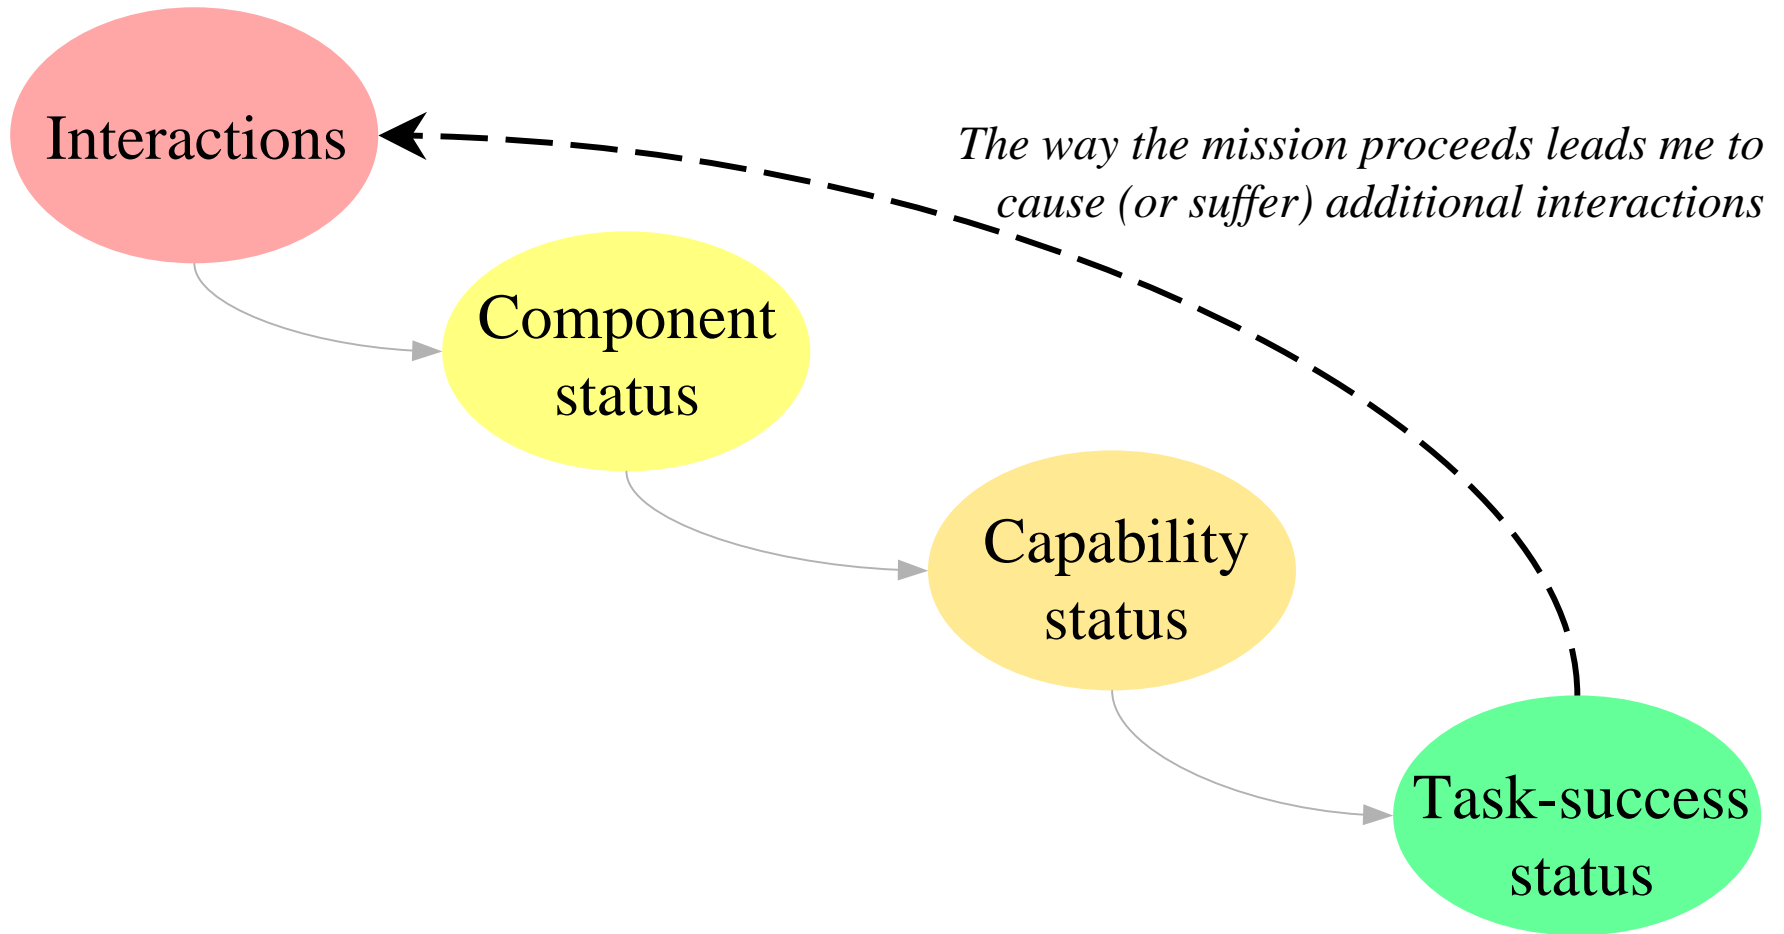 Interactions
The way the mission proceeds leads me to
cause (or suffer) additional interactions
Component
status
Capability
status
Task-success
status